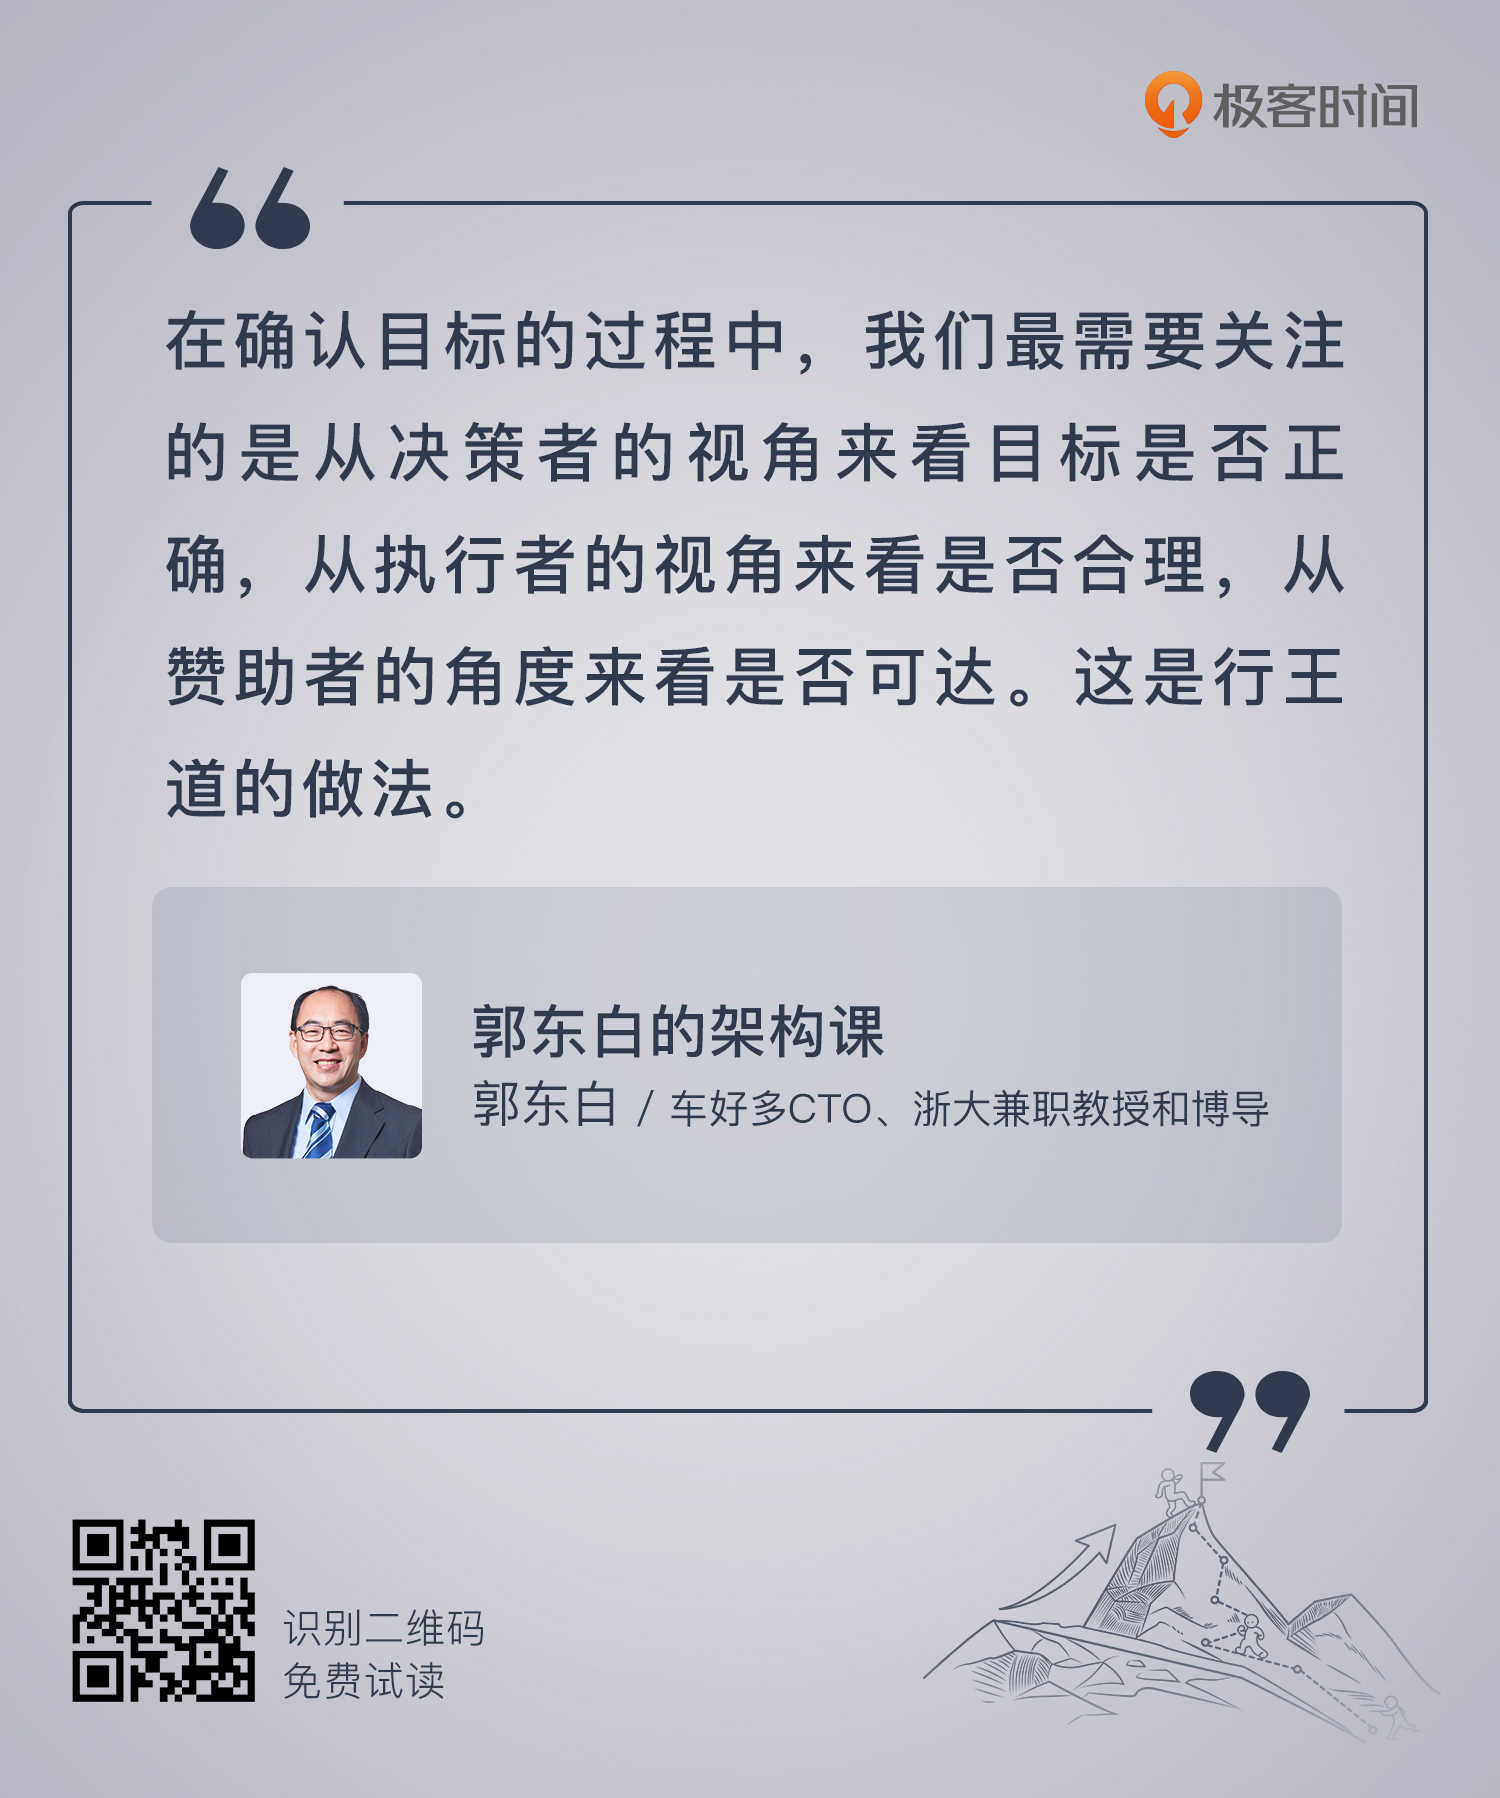 极客时间
在确认目标的过程中，我们最需要关注
的是从决策者的视角来看目标是否正
确，从执行者的视角来看是否合理，从
赞助者的角度来看是否可达。这是行王
道的做法。
郭东白的架构课
郭东白 / 车好多CTO、浙大兼职教授和博导
识别二维码
免费试读